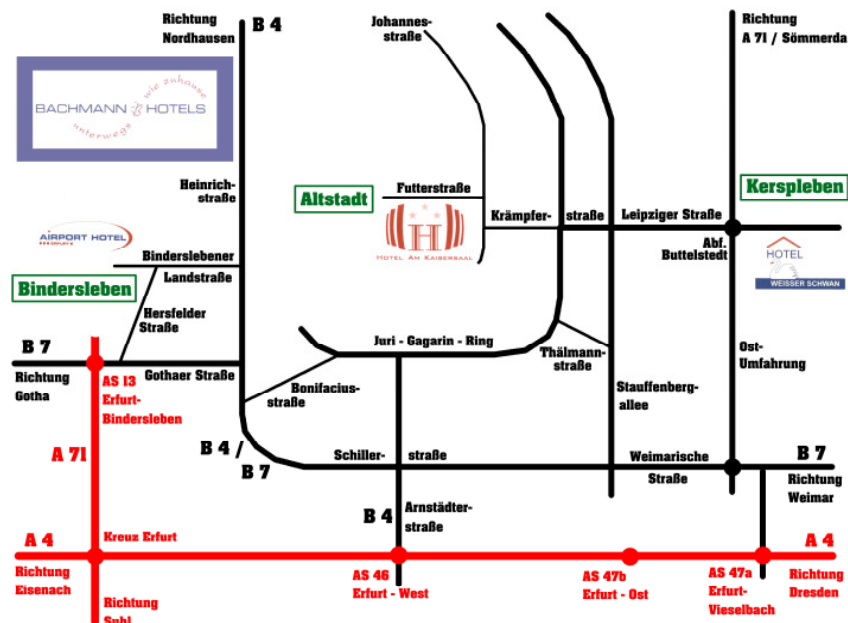 Richtung
Nordhausen
B 4
Johannes-
straße
Richtung
A 71 / Sömmerda
BACHMANN HOTELS
wie zuhause
unterwegs
Heinrich-
straße
Altstadt
Futterstraße
Kerspleben
Krämpfer-
straße
Leipziger Straße
AIRPORT HOTEL
ERFURT
H
HOTEL AM KAISERSAAL
Abf.
Buttelstedt
HOTEL
WEISSER SCHWAN
Binderslebener
Landstraße
Bindersleben
Hersfelder
Straße
B 7
Richtung
Gotha
Gothaer Straße
Juri - Gagarin - Ring
Thälmann-
straße
Ost-
Umfahrung
AS 13
Erfurt-
Bindersleben
Bonifacius-
straße
Stauffenberg-
allee
A 71
B 4 /
B 7
Schiller-
straße
Weimarische
Straße
B 7
Richtung
Weimar
B 4
Arnstädter-
straße
A 4
Kreuz Erfurt
A 4
Richtung
Eisenach
AS 46
Erfurt - West
AS 47b
Erfurt - Ost
AS 47a
Erfurt-
Vieselbach
Richtung
Dresden
Richtung
Suhl